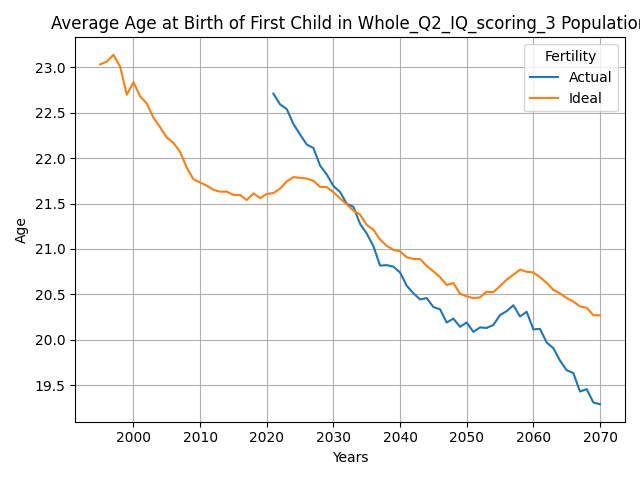 Average Age at Birth of First Child in Whole_Q2_IQ_scoring_3 Population
Fertility
Actual
Ideal
23.0
22.5
22.0
21.5
21.0
20.5
20.0
19.5
Age
2000
2010
2020
2030
2040
2050
2060
2070
Years